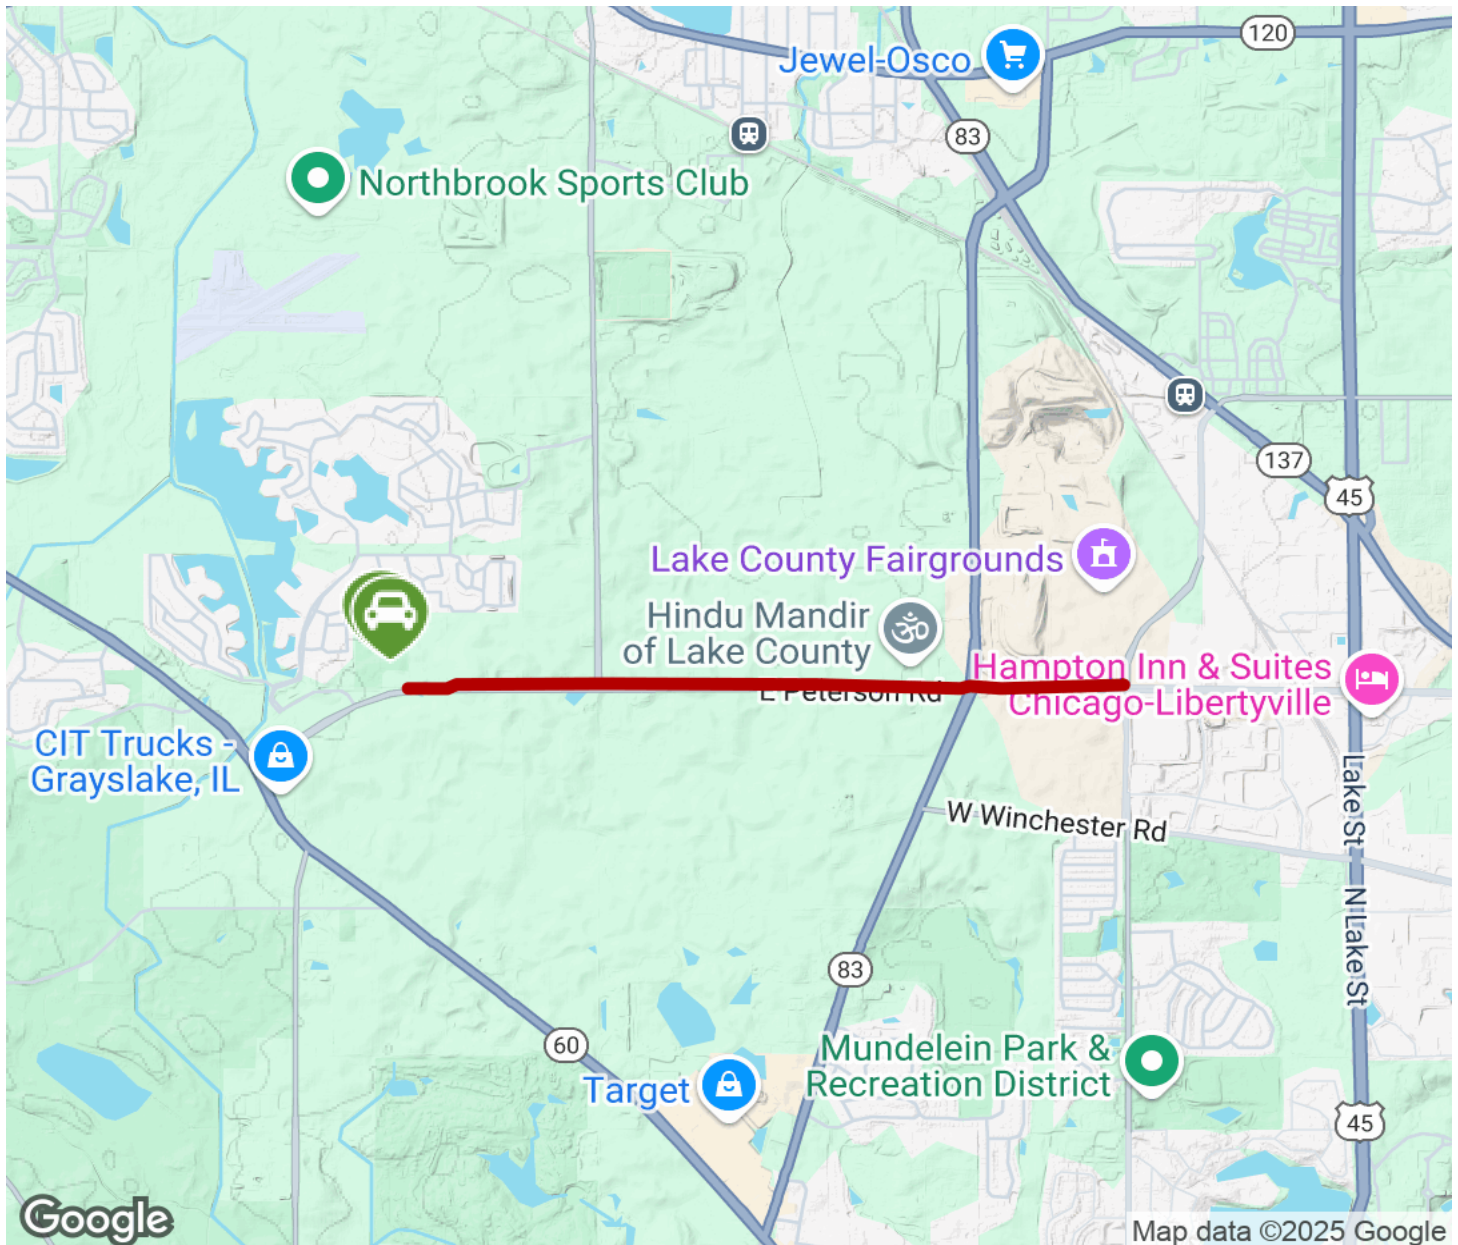 120
Jewel-Osco
83
Northbrook Sports Club
137
45
Lake County Fairgrounds
Hindu Mandir
of Lake County
Hampton Inn & Suites
Chicago-Libertyville
E Peterson Rd
CIT Trucks -
Grayslake, IL
Lake St
W Winchester Rd
N Lake St
83
60
Mundelein Park &
Recreation District
Target
45
Google
Map data ©2025 Google